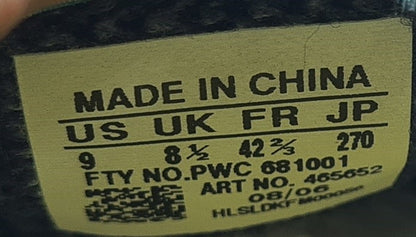 MADE IN CHINA
US UK FR JP
9 8½ 42⅔ 270
FTY NO.PWC 681001
ART NO. 465652
08/06